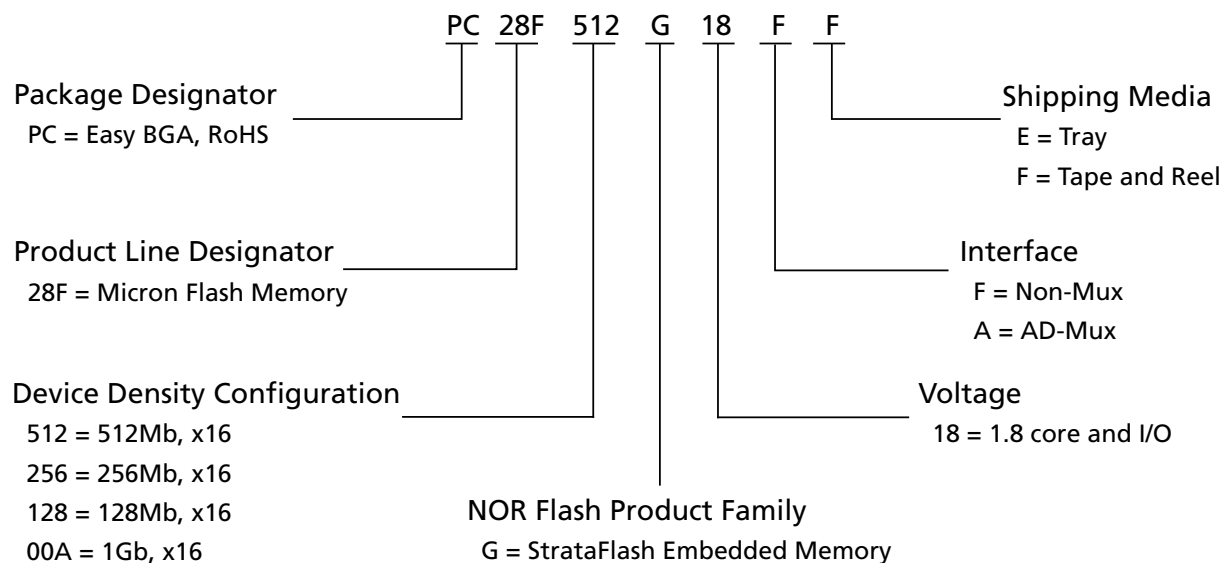 PC 28F 512 G 18 F F
Package Designator
PC = Easy BGA, RoHS
Product Line Designator
28F = Micron Flash Memory
Device Density Configuration
512 = 512Mb, x16
256 = 256Mb, x16
128 = 128Mb, x16
00A = 1Gb, x16
NOR Flash Product Family
G = StrataFlash Embedded Memory
Shipping Media
E = Tray
F = Tape and Reel
Interface
F = Non-Mux
A = AD-Mux
Voltage
18 = 1.8 core and I/O